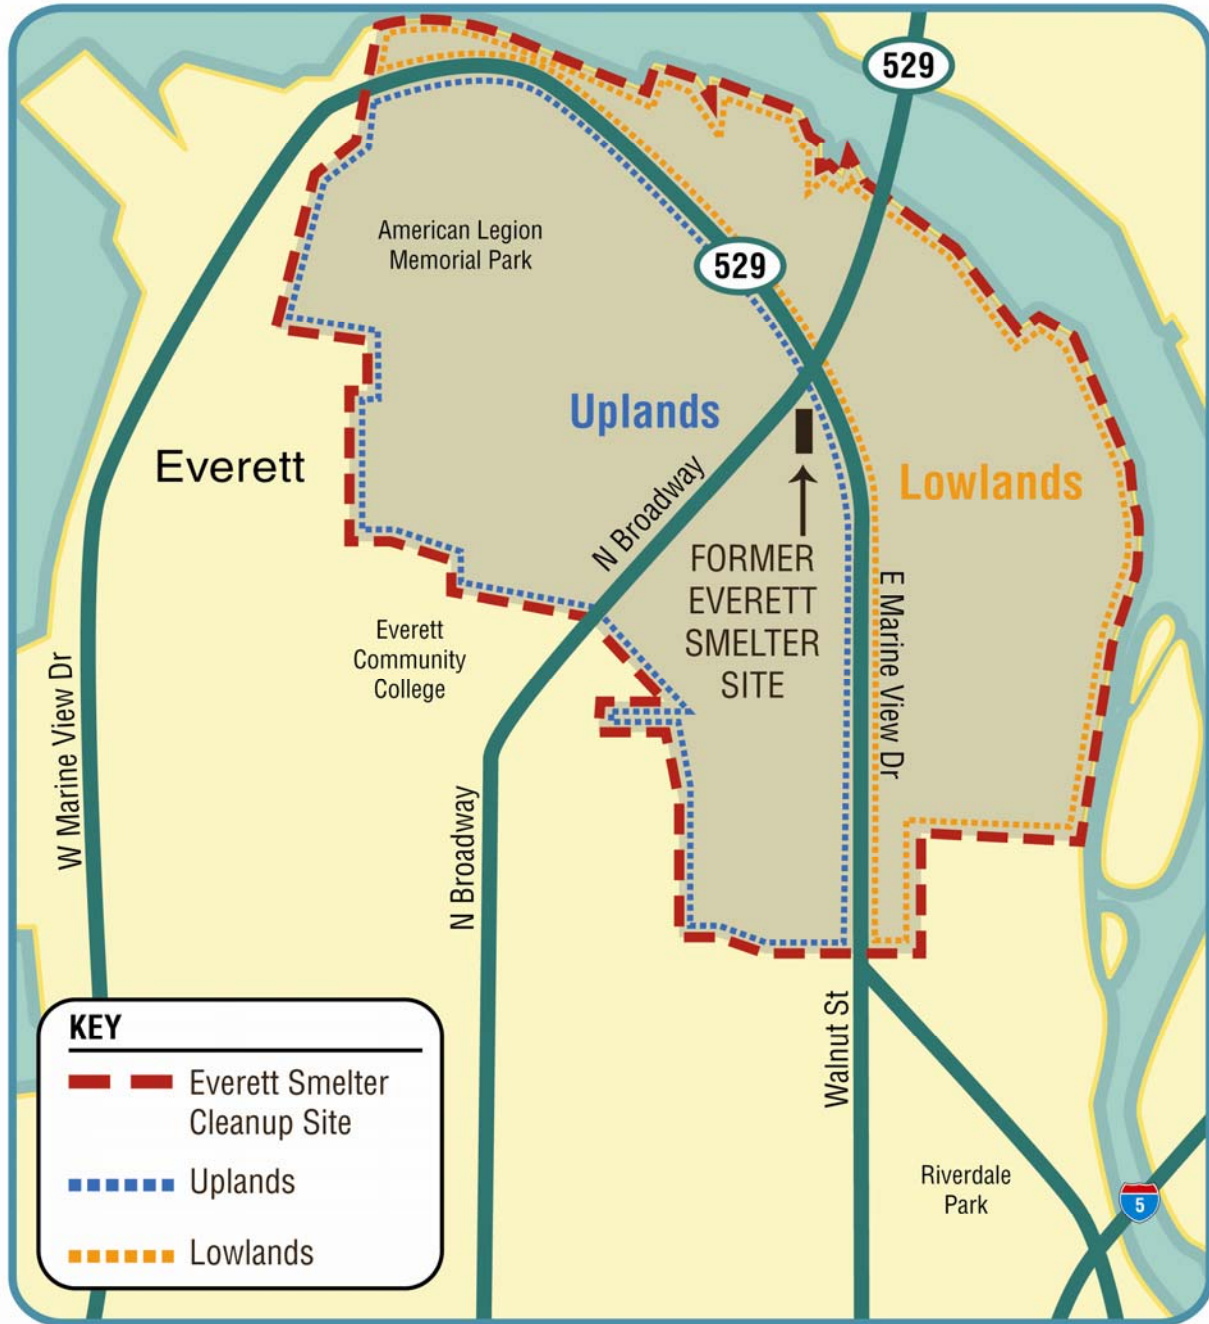 529
American Legion
Memorial Park
529
Uplands
Everett
Lowlands
N Broadway
FORMER
EVERETT
SMELTER
SITE
E Marine View Dr
Everett
Community
College
W Marine View Dr
N Broadway
Walnut St
Riverdale
Park
5
KEY
Everett Smelter
Cleanup Site
Uplands
Lowlands